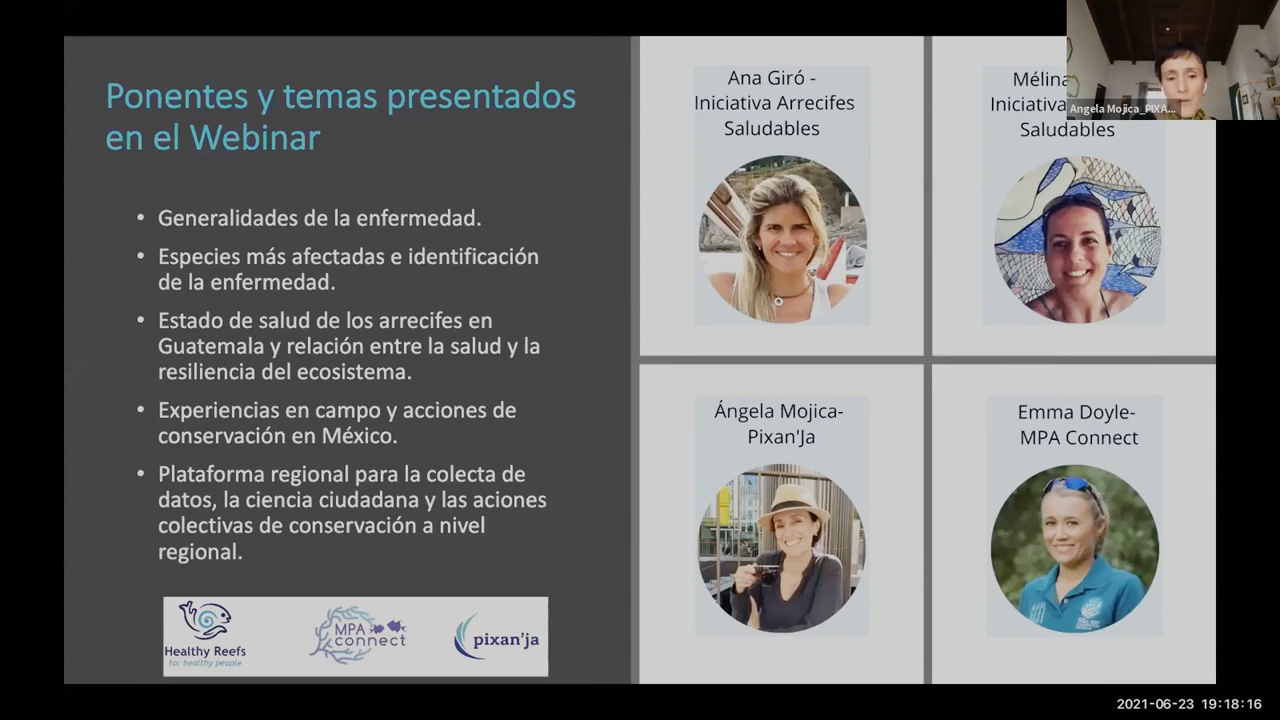 Ponentes y temas presentados
en el Webinar
• Generalidades de la enfermedad.
• Especies más afectadas e identificación
de la enfermedad.
• Estado de salud de los arrecifes en
Guatemala y relación entre la salud y la
resiliencia del ecosistema.
• Experiencias en campo y acciones de
conservación en México.
• Plataforma regional para la colecta de
datos, la ciencia ciudadana y las aciones
colectivas de conservación a nivel
regional.
Healthy Reefs
for healthy people
MPA
connect
pixan'ja
Ana Giró -
Iniciativa Arrecifes
Saludables
Mélina
Iniciativa
Saludables
Angela Mojica_PIXA...
Ángela Mojica-
Pixan'Ja
Emma Doyle-
MPA Connect
2021-06-23 19:18:16